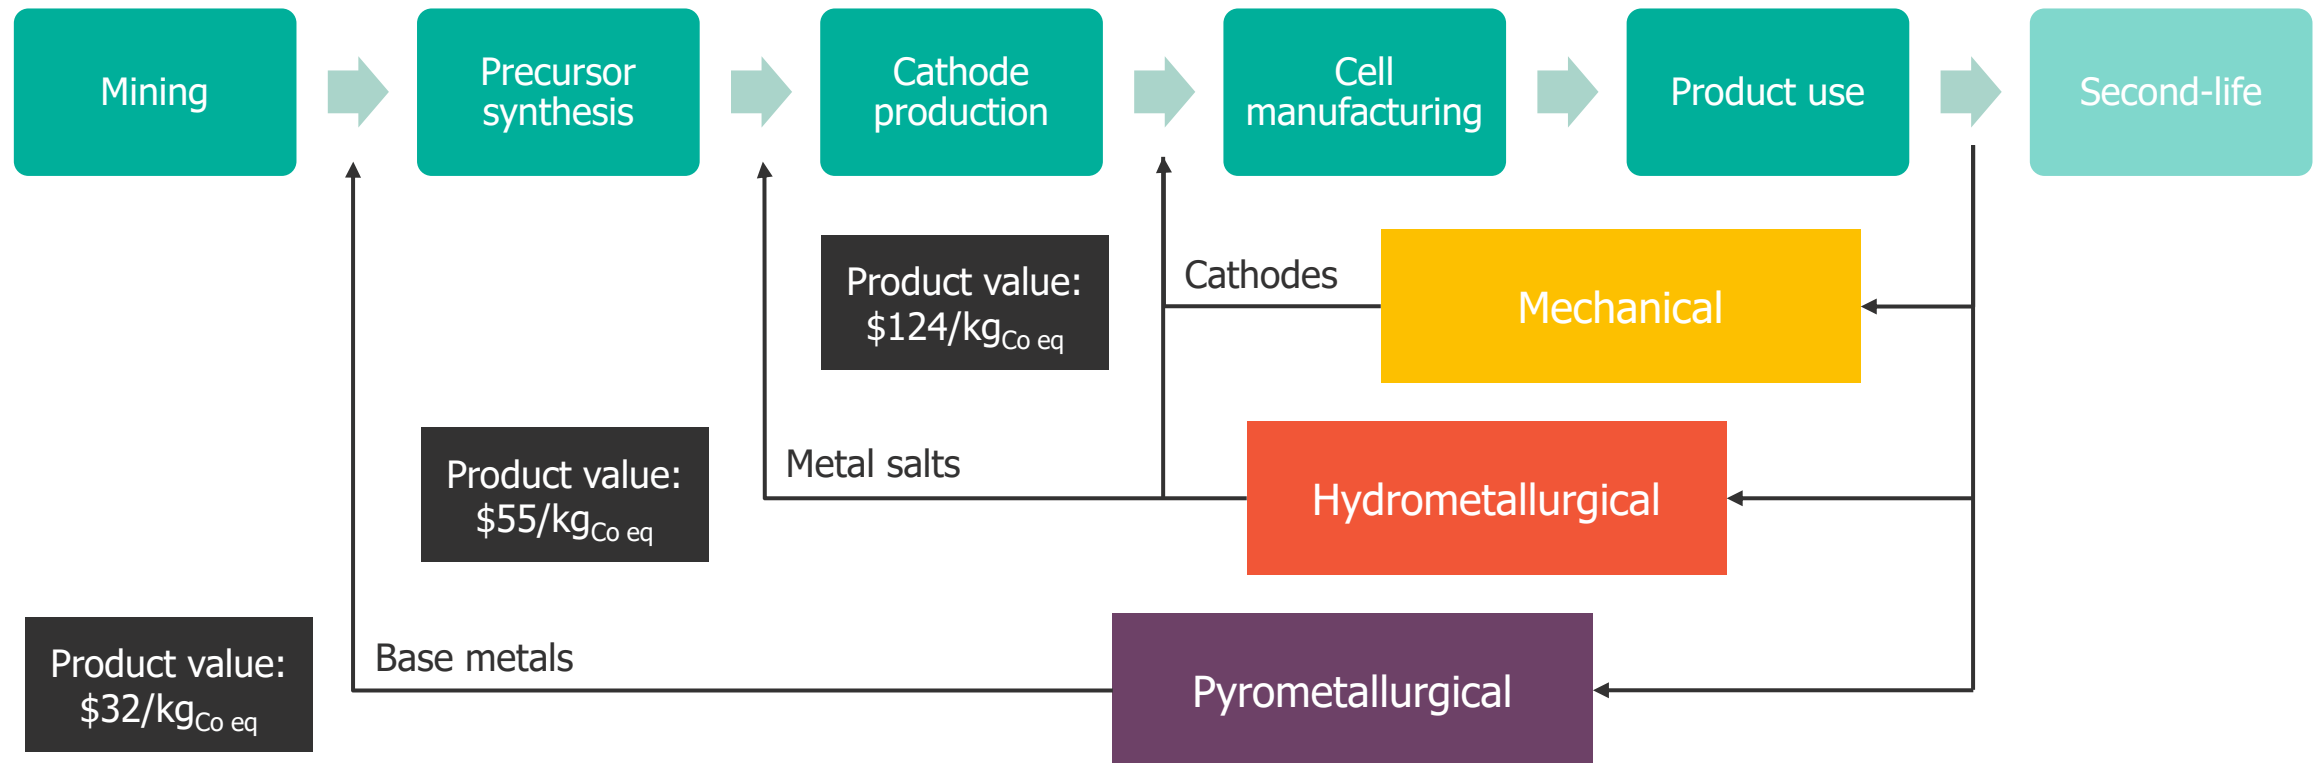 Mining
Precursor
synthesis
Cathode
production
Cell
manufacturing
Product use
Second-life
Product value:
$124/kgCo eq
Cathodes
Mechanical
Product value:
$55/kgCo eq
Metal salts
Hydrometallurgical
Product value:
$32/kgCo eq
Base metals
Pyrometallurgical